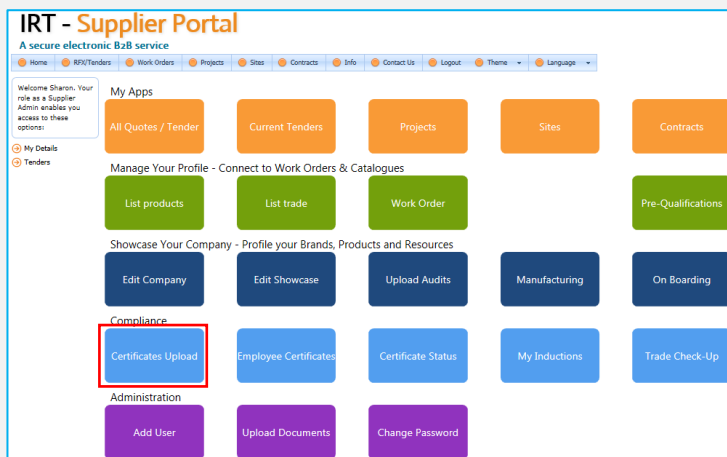 IRT - Supplier Portal
A secure electronic B2B service
Home RFX/Tenders Work Orders Projects Sites Contracts Info Contact Us Logout Theme Language
Welcome Sharon. Your
role as a Supplier
Admin enables you
access to these
options:
My Details
Tenders
My Apps
All Quotes / Tender Current Tenders Projects Sites Contracts
Manage Your Profile - Connect to Work Orders & Catalogues
List products List trade Work Order Pre-Qualifications
Showcase Your Company - Profile your Brands, Products and Resources
Edit Company Edit Showcase Upload Audits Manufacturing On Boarding
Compliance
Certificates Upload Employee Certificates Certificate Status My Inductions Trade Check-Up
Administration
Add User Upload Documents Change Password